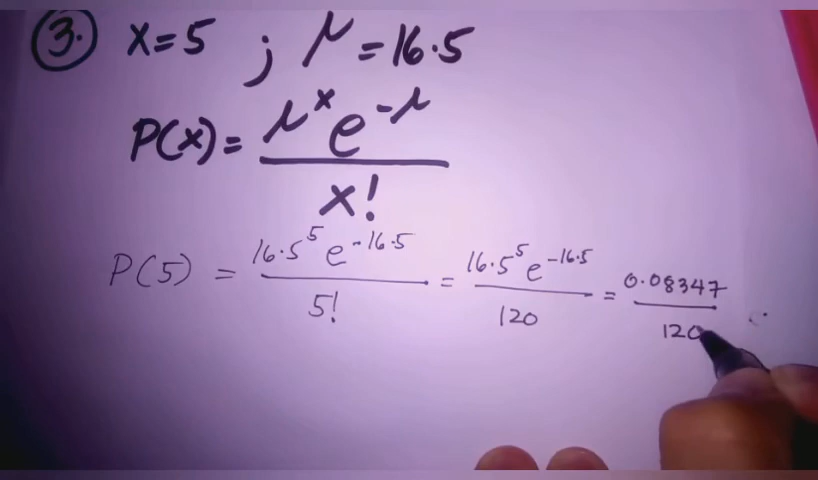 3. x=5 ; μ=16.5
P(x)= μ^x e^-μ / x!
P(5) = 16.5^5 e^-16.5 / 5! = 16.5^5 e^-16.5 / 120 = 0.08347 / 120